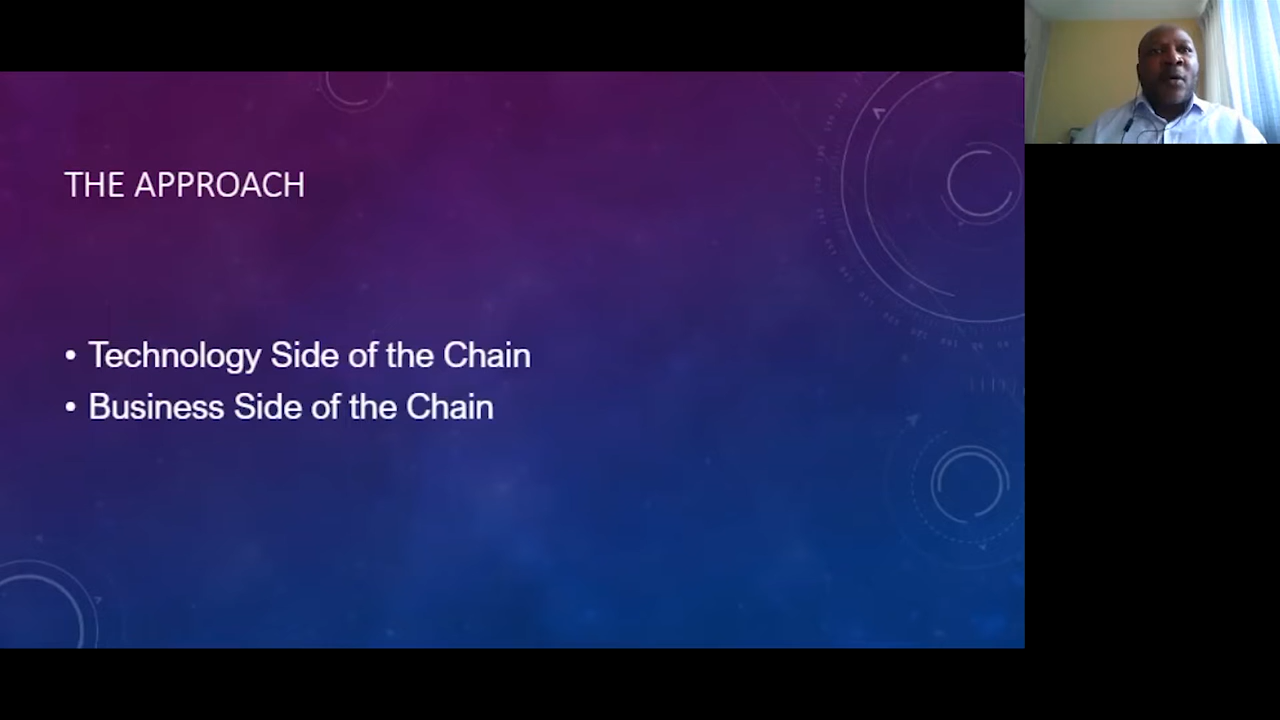 THE APPROACH
• Technology Side of the Chain
• Business Side of the Chain